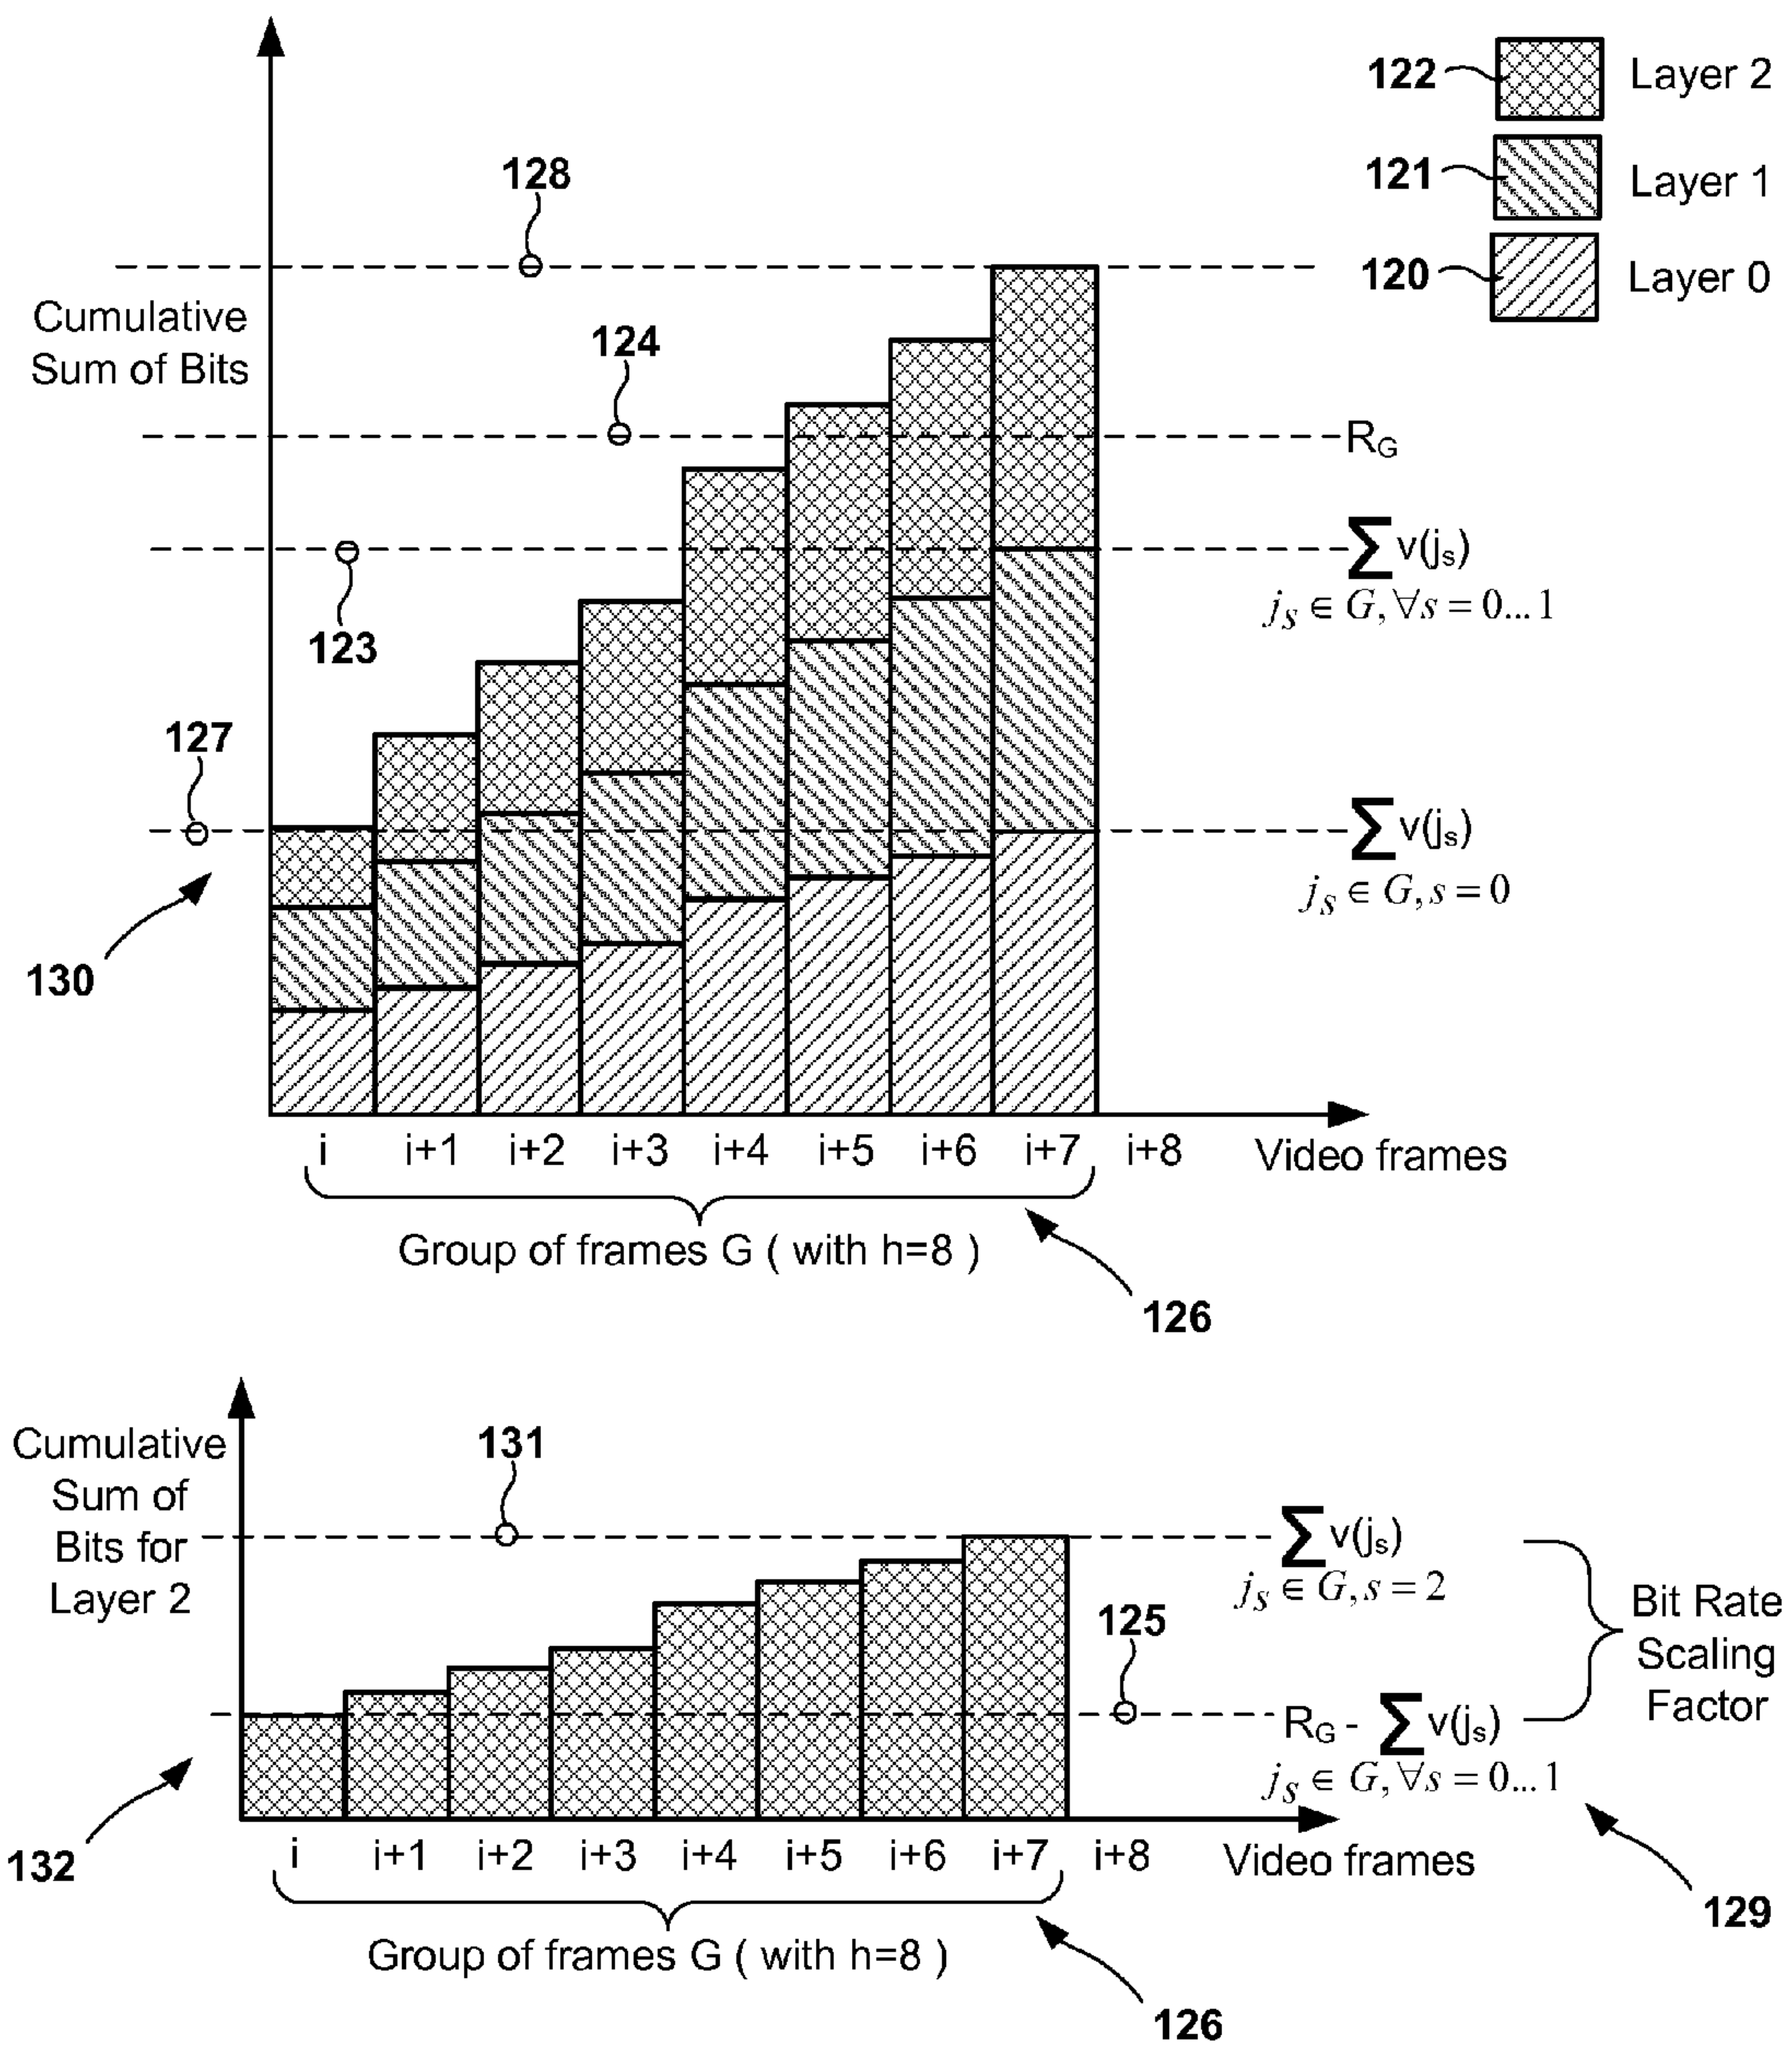 122 Layer 2
121 Layer 1
120 Layer 0
128
Cumulative
Sum of Bits
124
R_G
123
∑ v(j_s)
j_s ∈ G, ∀s = 0... 1
127
∑ v(j_s)
j_s ∈ G, s = 0
130
i i+1 i+2 i+3 i+4 i+5 i+6 i+7 i+8 Video frames
Group of frames G ( with h=8 )
126
Cumulative
Sum of
Bits for
Layer 2
131
∑ v(j_s)
j_s ∈ G, s = 2
125
R_G - ∑ v(j_s)
j_s ∈ G, ∀s = 0... 1
Bit Rate
Scaling
Factor
132
i i+1 i+2 i+3 i+4 i+5 i+6 i+7 i+8 Video frames
129
Group of frames G ( with h=8 )
126